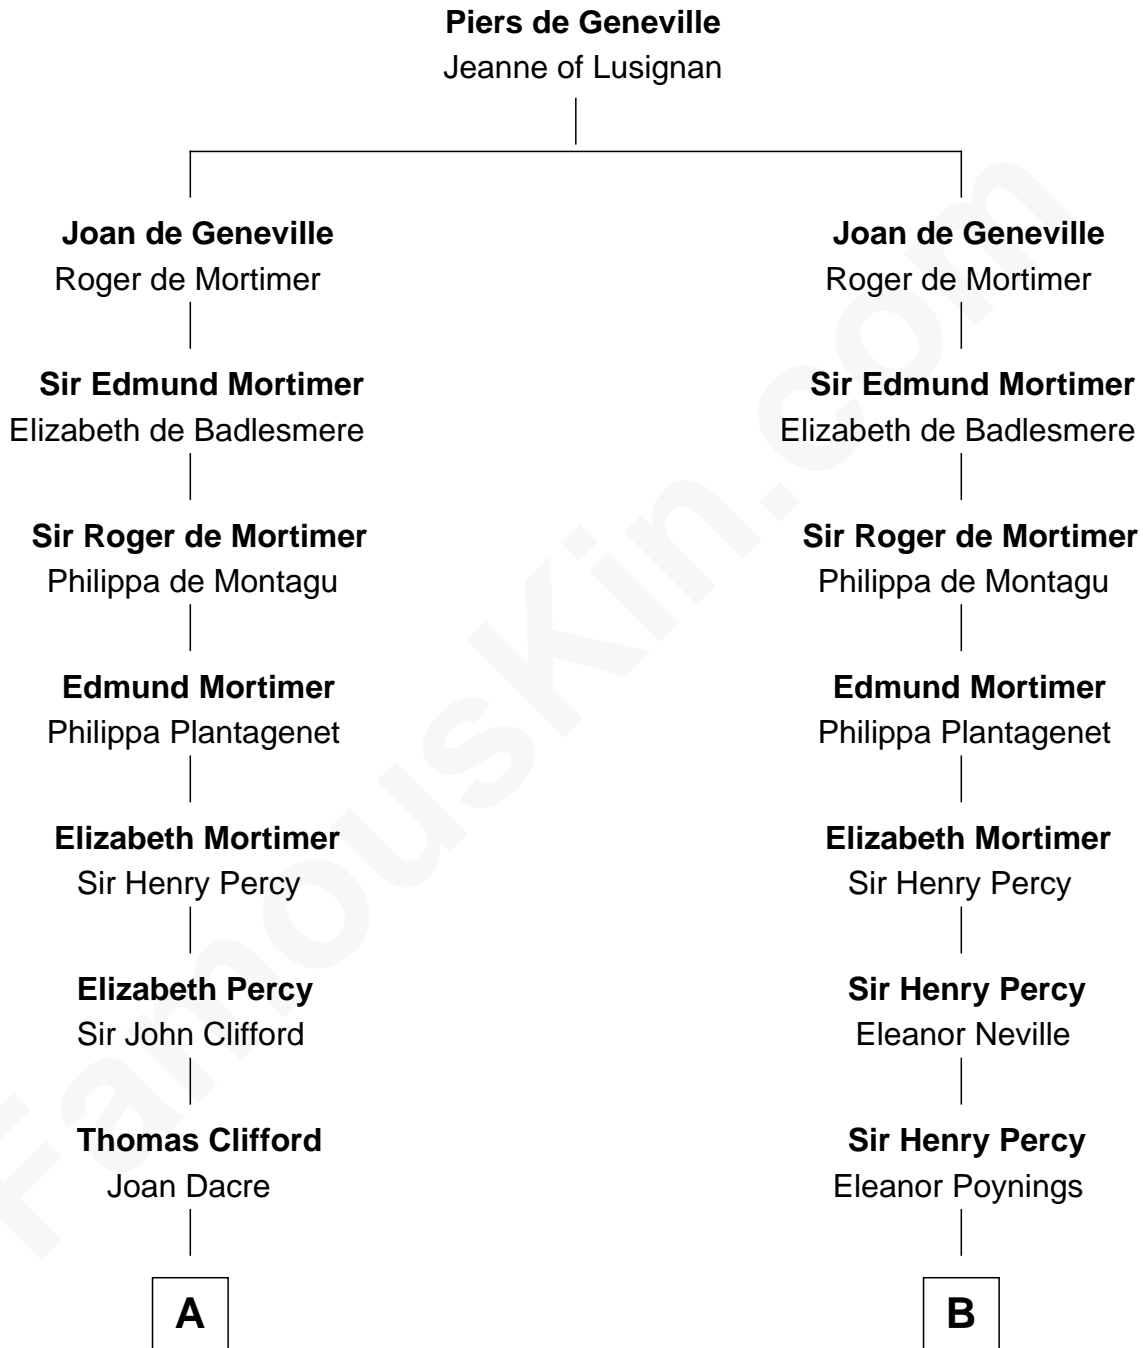 Piers de Geneville
Jeanne of Lusignan
Joan de Geneville
Roger de Mortimer
Joan de Geneville
Roger de Mortimer
Sir Edmund Mortimer
Elizabeth de Badlesmere
Sir Edmund Mortimer
Elizabeth de Badlesmere
Sir Roger de Mortimer
Philippa de Montagu
Sir Roger de Mortimer
Philippa de Montagu
Edmund Mortimer
Philippa Plantagenet
Edmund Mortimer
Philippa Plantagenet
Elizabeth Mortimer
Sir Henry Percy
Elizabeth Mortimer
Sir Henry Percy
Elizabeth Percy
Sir John Clifford
Sir Henry Percy
Eleanor Neville
Thomas Clifford
Joan Dacre
Sir Henry Percy
Eleanor Poynings
A
B
FamousKin.com